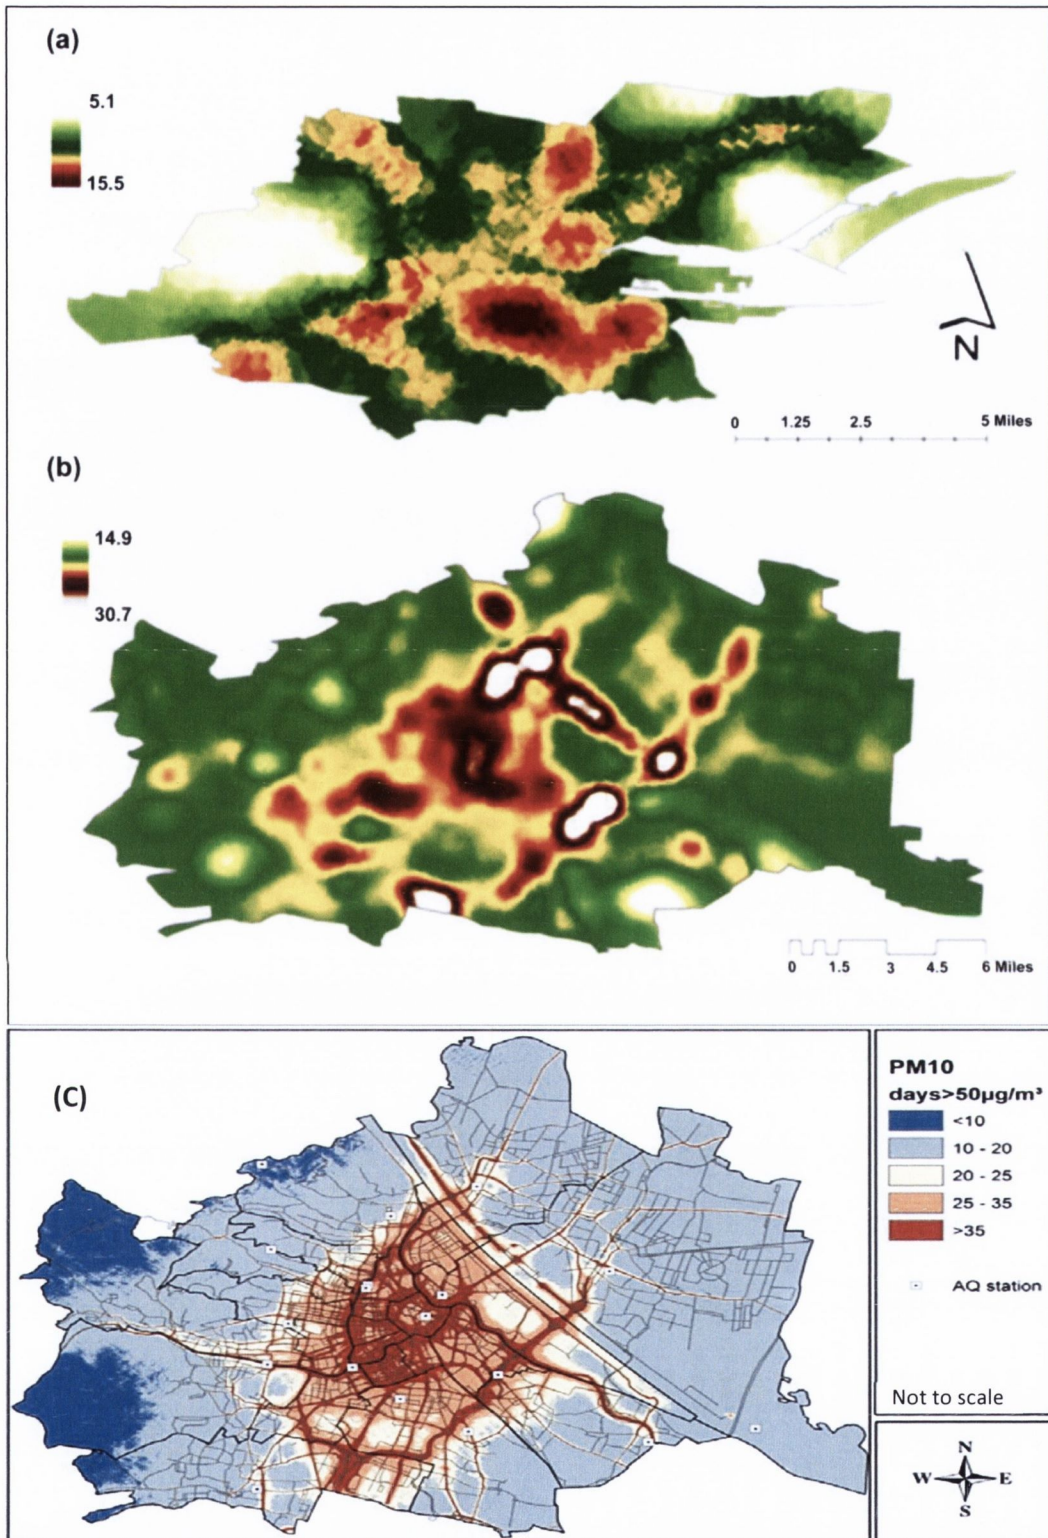 (a)
5.1
15.5
N
0 1.25 2.5 5 Miles
(b)
14.9
30.7
0 1.5 3 4.5 6 Miles
(C)
PM10
days>50µg/m³
<10
10 - 20
20 - 25
25 - 35
>35
AQ station
Not to scale
N
W E
S